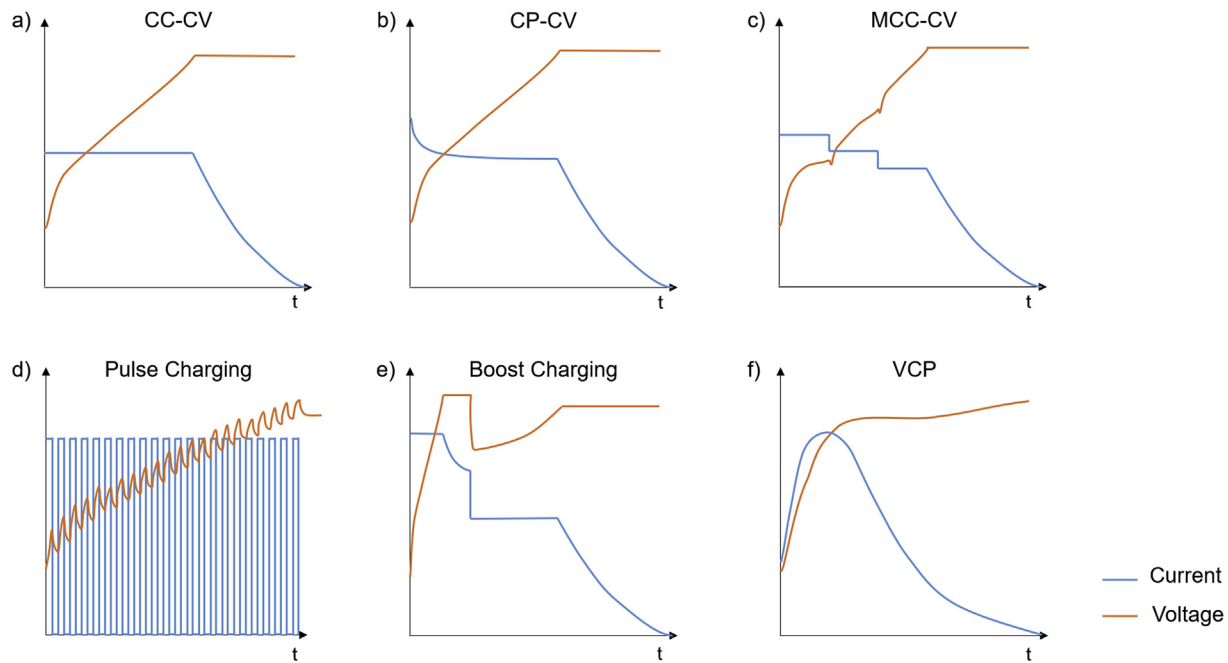 a) CC-CV
b) CP-CV
c) MCC-CV
t
t
t
d) Pulse Charging
e) Boost Charging
f) VCP
Current
Voltage
t
t
t